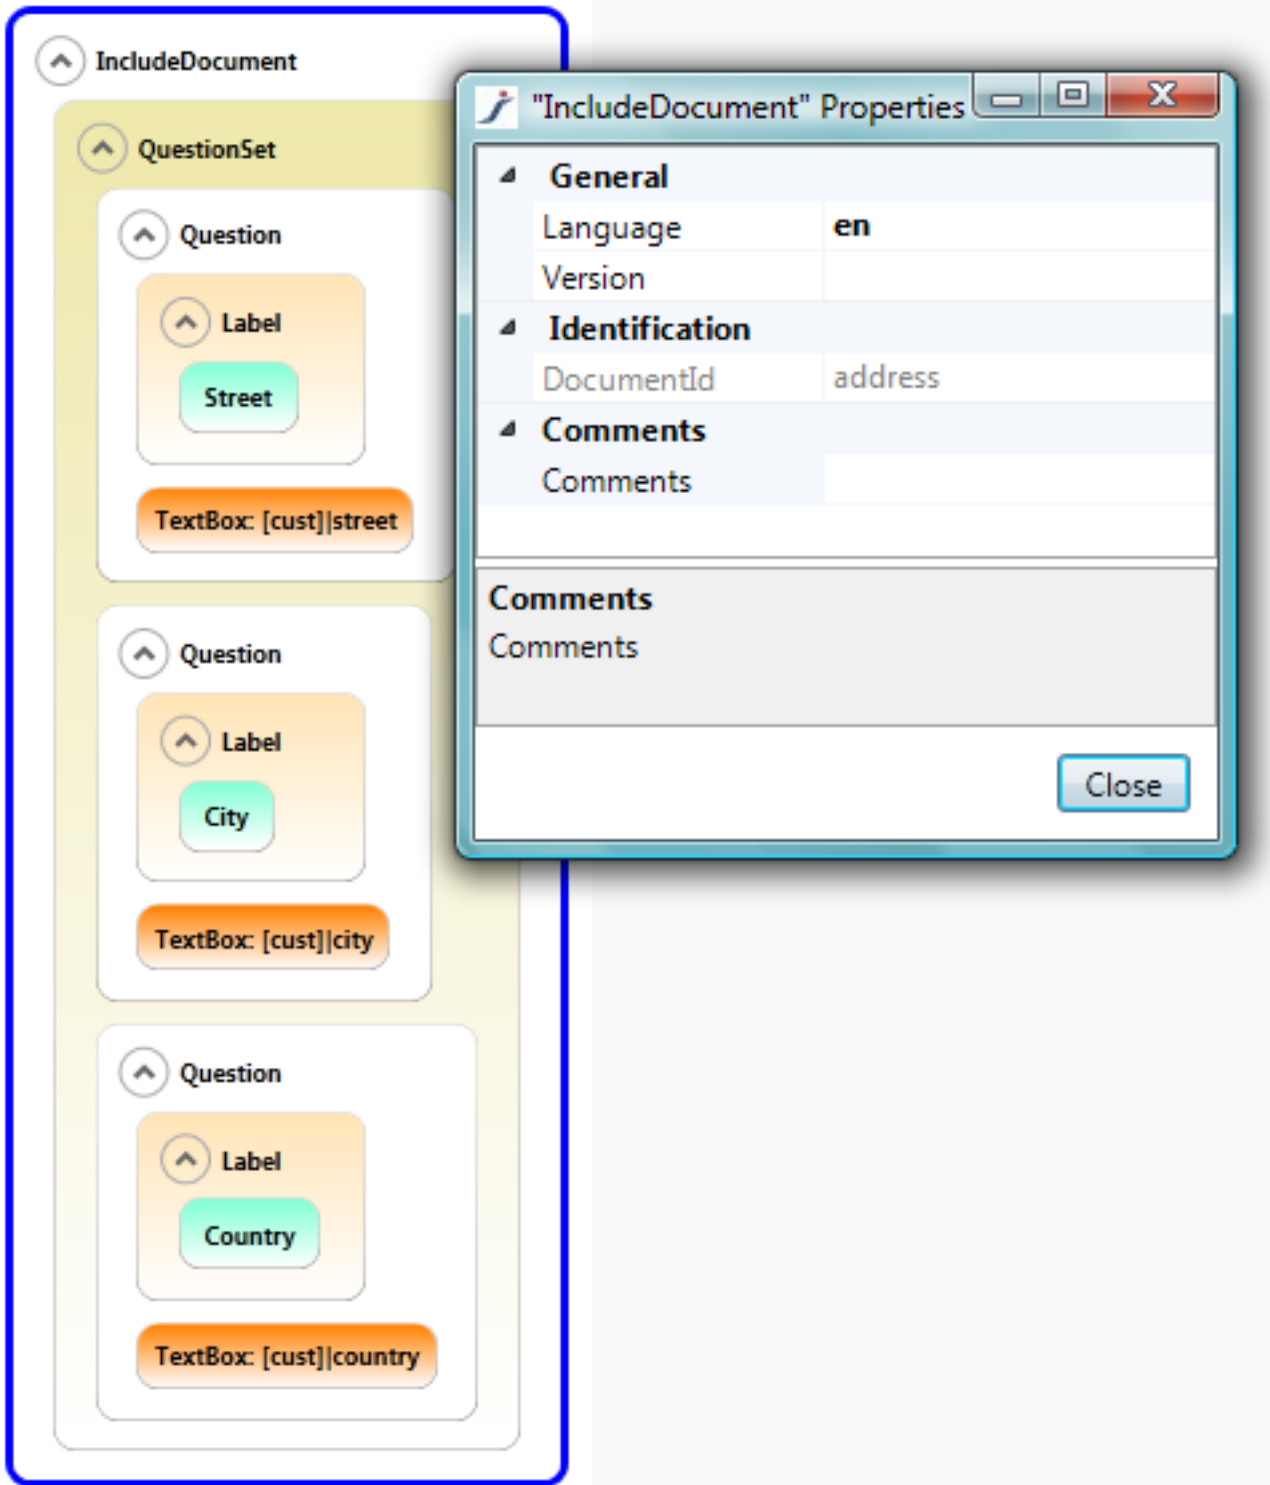 IncludeDocument
QuestionSet
Question
Label
Street
TextBox: [cust]|street
Question
Label
City
TextBox: [cust]|city
Question
Label
Country
TextBox: [cust]|country
"IncludeDocument" Properties
General
Language en
Version
Identification
DocumentId address
Comments
Comments
Comments
Comments
Close